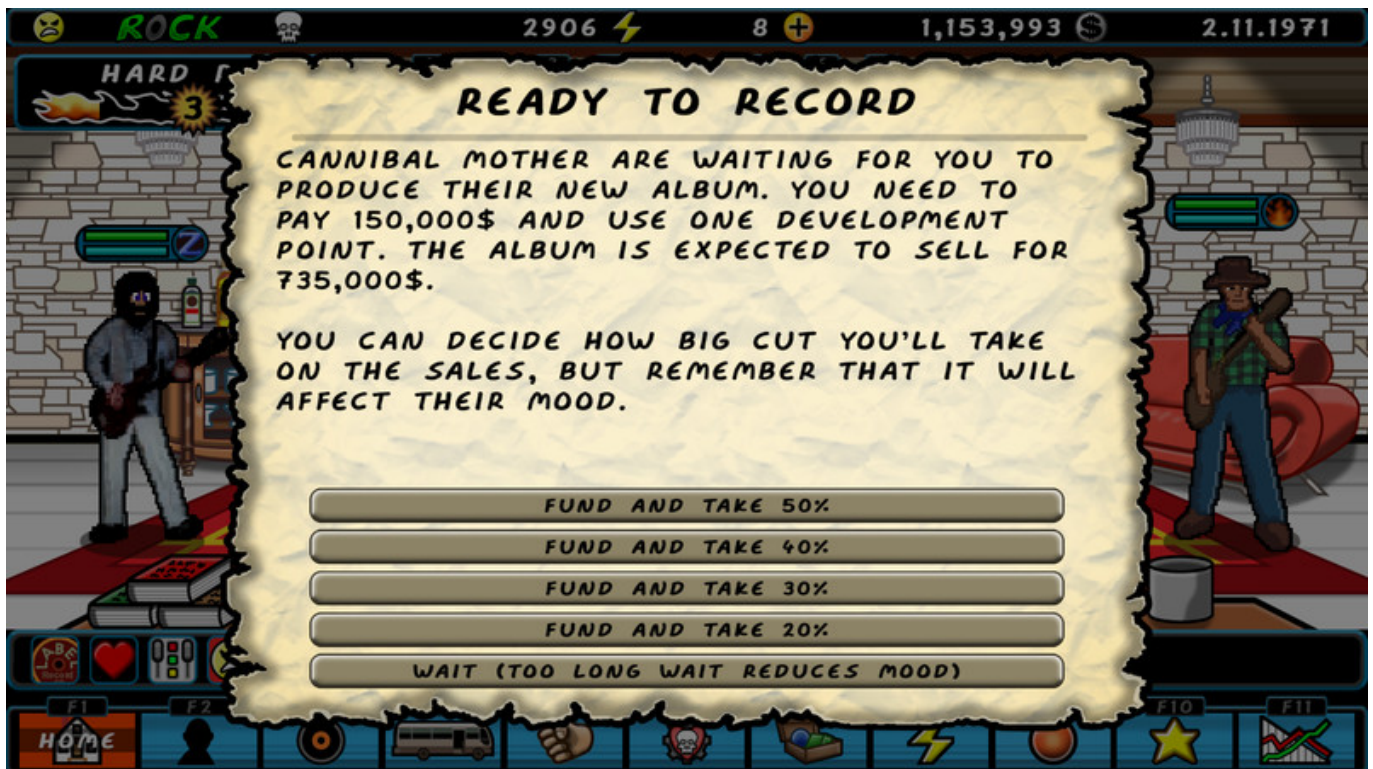 ROCK 2906 8 1,153,993 2.11.1971
HARD
3
READY TO RECORD
CANNIBAL MOTHER ARE WAITING FOR YOU TO
PRODUCE THEIR NEW ALBUM. YOU NEED TO
PAY 150,000$ AND USE ONE DEVELOPMENT
POINT. THE ALBUM IS EXPECTED TO SELL FOR
735,000$.
YOU CAN DECIDE HOW BIG CUT YOU'LL TAKE
ON THE SALES, BUT REMEMBER THAT IT WILL
AFFECT THEIR MOOD.
FUND AND TAKE 50%
FUND AND TAKE 40%
FUND AND TAKE 30%
FUND AND TAKE 20%
WAIT (TOO LONG WAIT REDUCES MOOD)
LABEL
Record
F1 F2 F10 F11
HOME